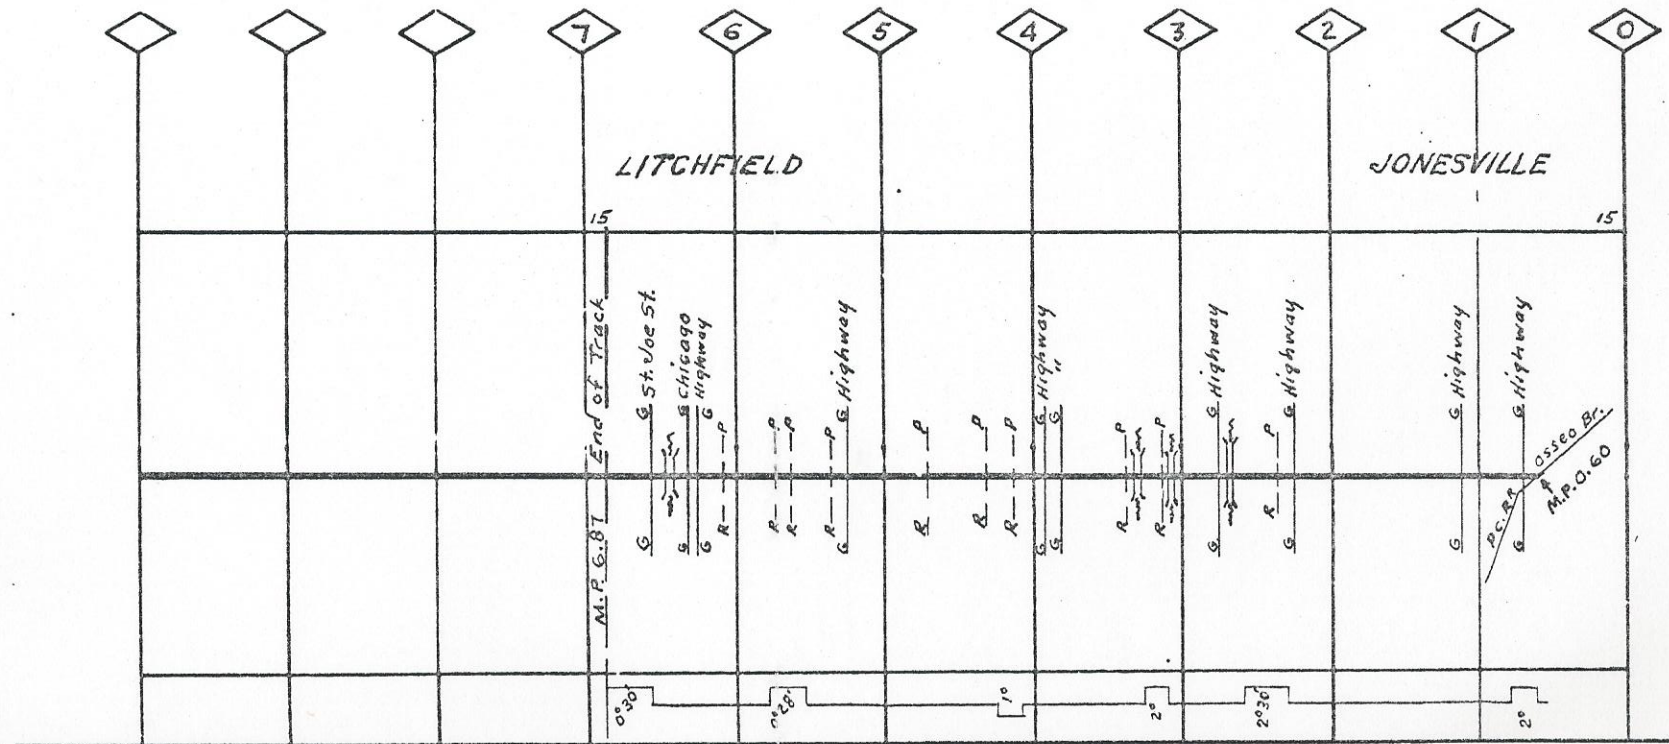 7 6 5 4 3 2 1 0
LITCHFIELD JONESVILLE
15 15
M.P. 6.87 End of Track
G St. Joe St. G
G Chicago G
Highway
G G
P R
P R
P R
P R
G Highway G
P R
P R
P R
G Highway G
G " G
P R
P R
G Highway G
P R
G Highway G
G Highway G
G Highway G
P.C. R.R.
Osseo Br.
M.P. 0.60
0°30' 0°28' 1° 2° 2°30' 2°